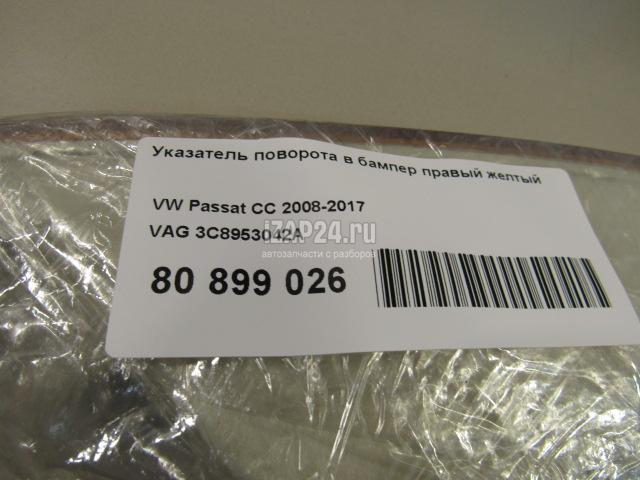 Указатель поворота в бампер правый желтый
VW Passat CC 2008-2017
VAG 3C8953042A
iZAP24.ru
автозапчасти с разборов
80 899 026